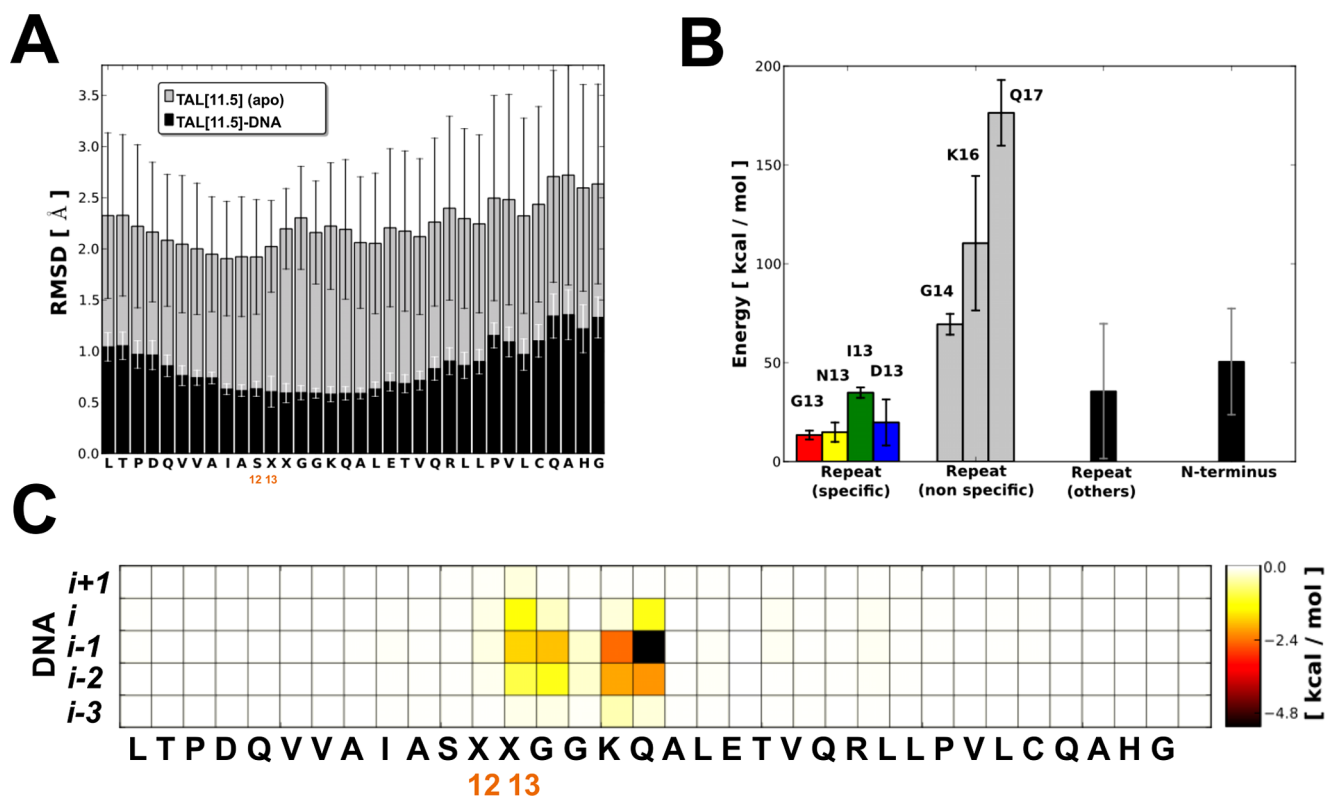 A
RMSD [ Å ]
3.5
3.0
2.5
2.0
1.5
1.0
0.5
0.0
TAL[11.5] (apo)
TAL[11.5]-DNA
L T P D Q V V A I A S X X G G K Q A L E T V Q R L L P V L C Q A H G
12 13
B
Energy [ kcal / mol ]
200
150
100
50
0
G13
N13
I13
D13
G14
K16
Q17
Repeat
(specific)
Repeat
(non specific)
Repeat
(others)
N-terminus
C
DNA
i+1
i
i-1
i-2
i-3
L T P D Q V V A I A S X X G G K Q A L E T V Q R L L P V L C Q A H G
12 13
0.0
−2.4
−4.8
[ kcal / mol ]